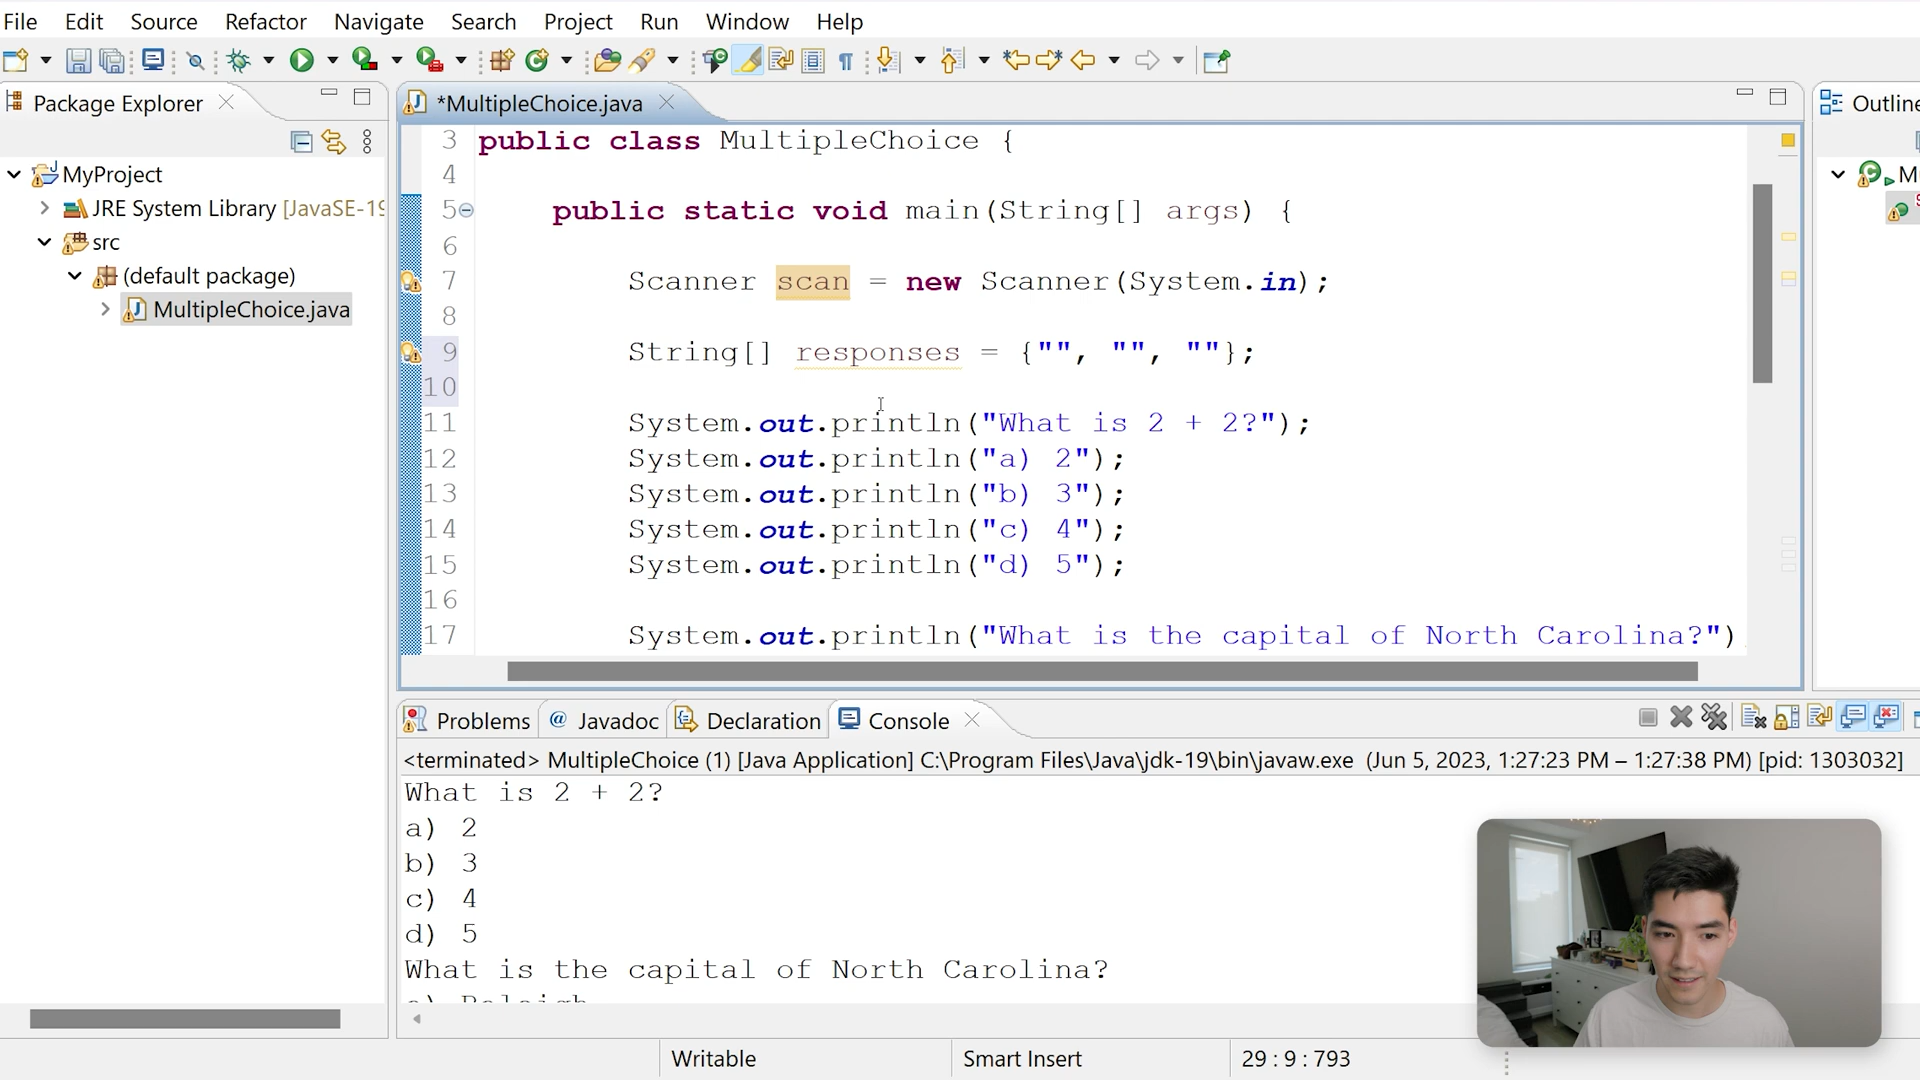 File Edit Source Refactor Navigate Search Project Run Window Help
Package Explorer
MyProject
JRE System Library [JavaSE-19
src
(default package)
MultipleChoice.java
*MultipleChoice.java
3 public class MultipleChoice {
4
5 public static void main(String[] args) {
6
7 Scanner scan = new Scanner(System.in);
8
9 String[] responses = {"", "", ""};
10
11 System.out.println("What is 2 + 2?");
12 System.out.println("a) 2");
13 System.out.println("b) 3");
14 System.out.println("c) 4");
15 System.out.println("d) 5");
16
17 System.out.println("What is the capital of North Carolina?")
Outline
M
Problems @ Javadoc Declaration Console
<terminated> MultipleChoice (1) [Java Application] C:\Program Files\Java\jdk-19\bin\javaw.exe (Jun 5, 2023, 1:27:23 PM – 1:27:38 PM) [pid: 1303032]
What is 2 + 2?
a) 2
b) 3
c) 4
d) 5
What is the capital of North Carolina?
a) Raleigh
Writable Smart Insert 29 : 9 : 793